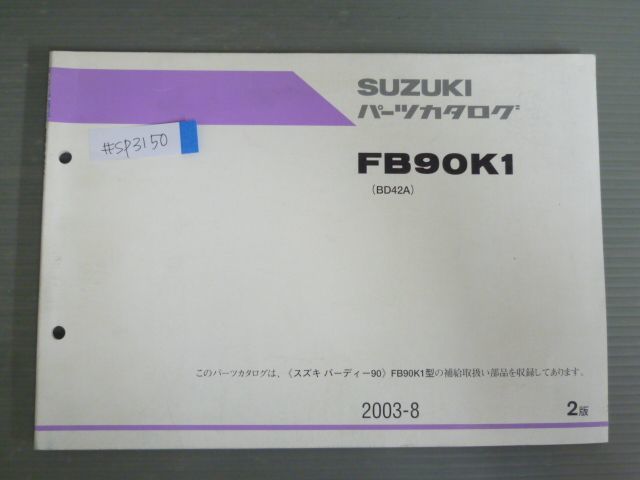 SUZUKI
パーツカタログ
#SP3150
FB90K1
(BD42A)
このパーツカタログは、《スズキ バーディー90》FB90K1型の補給取扱い部品を収録してあります。
2003-8
2版